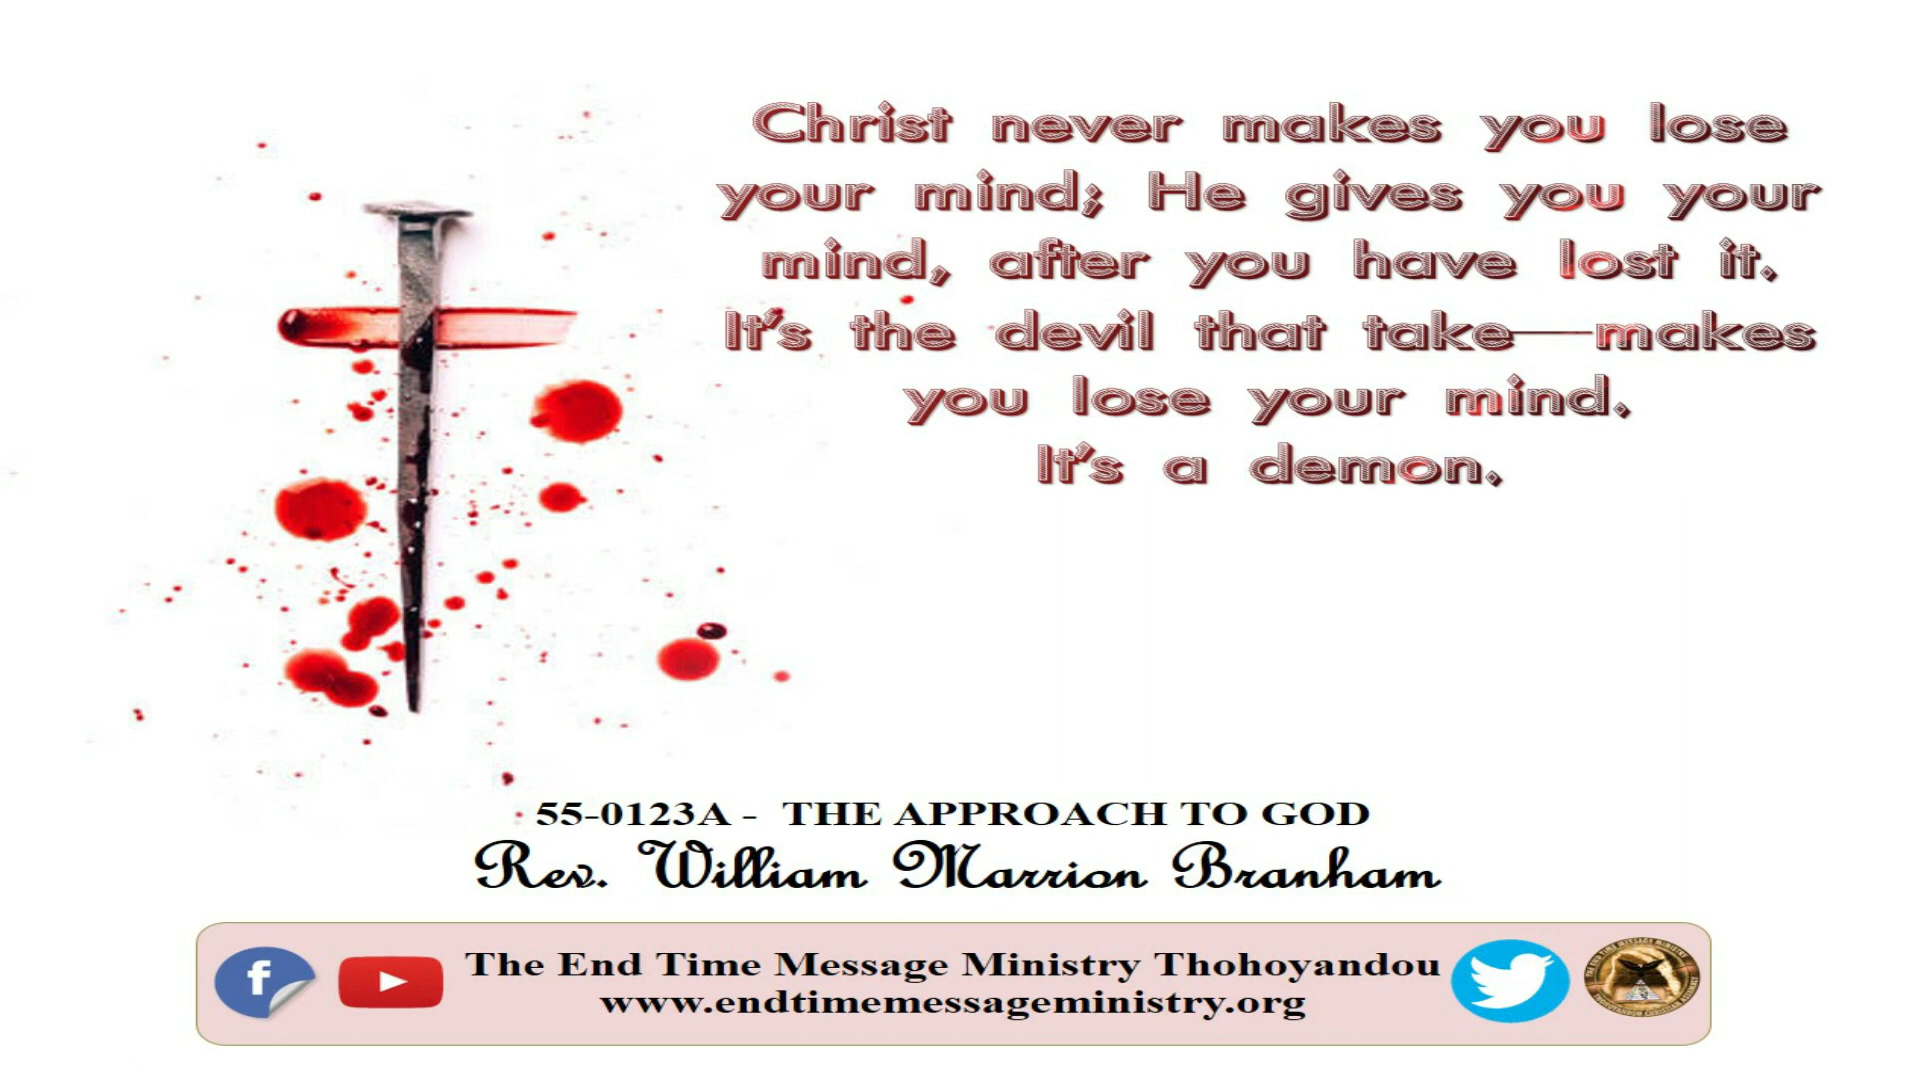 Christ never makes you lose
your mind; He gives you your
mind, after you have lost it.
It's the devil that take—makes
you lose your mind.
It's a demon.
55-0123A - THE APPROACH TO GOD
Rev. William Marrion Branham
The End Time Message Ministry Thohoyandou
www.endtimemessageministry.org